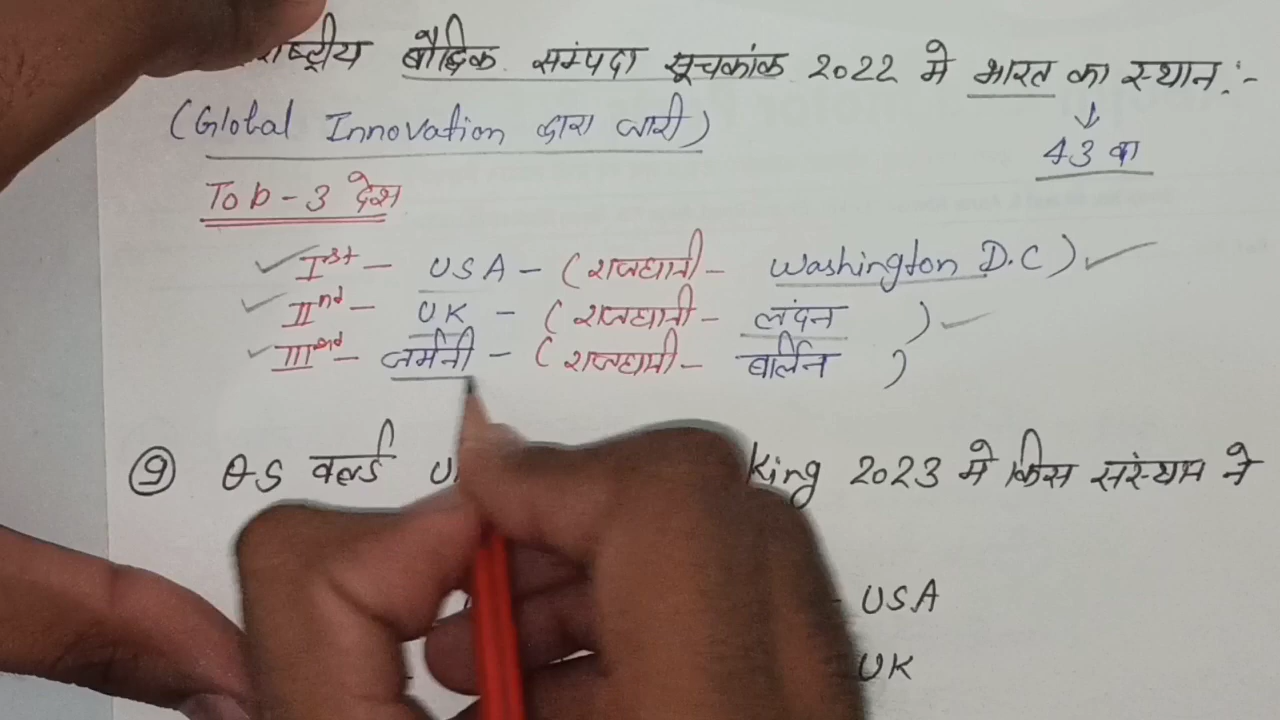 बौद्धिक सम्पदा सूचकांक 2022 मे भारत का स्थान :-
(Global Innovation द्वारा जारी)
43 वा
Top - 3 देश
Ist - USA - (राजधानी - Washington D.C)
IInd - UK - (राजधानी - लंदन)
IIIrd - जर्मनी - (राजधानी - बर्लिन)
9 QS वर्ल्ड king 2023 मे किस संस्थान ने
USA
UK